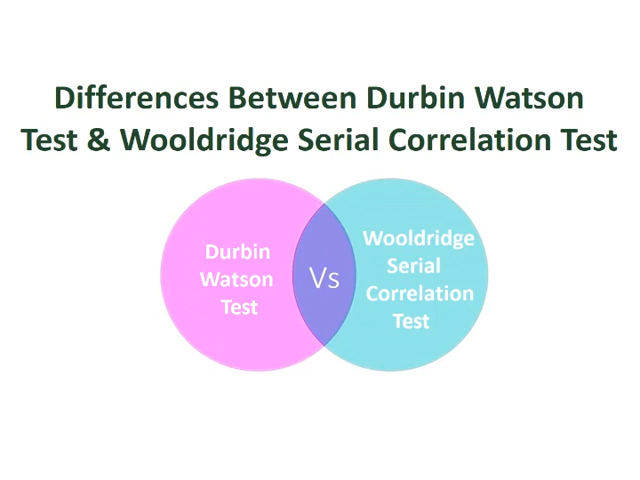 Differences Between Durbin Watson
Test & Wooldridge Serial Correlation Test
Durbin
Watson
Test
Vs
Wooldridge
Serial
Correlation
Test